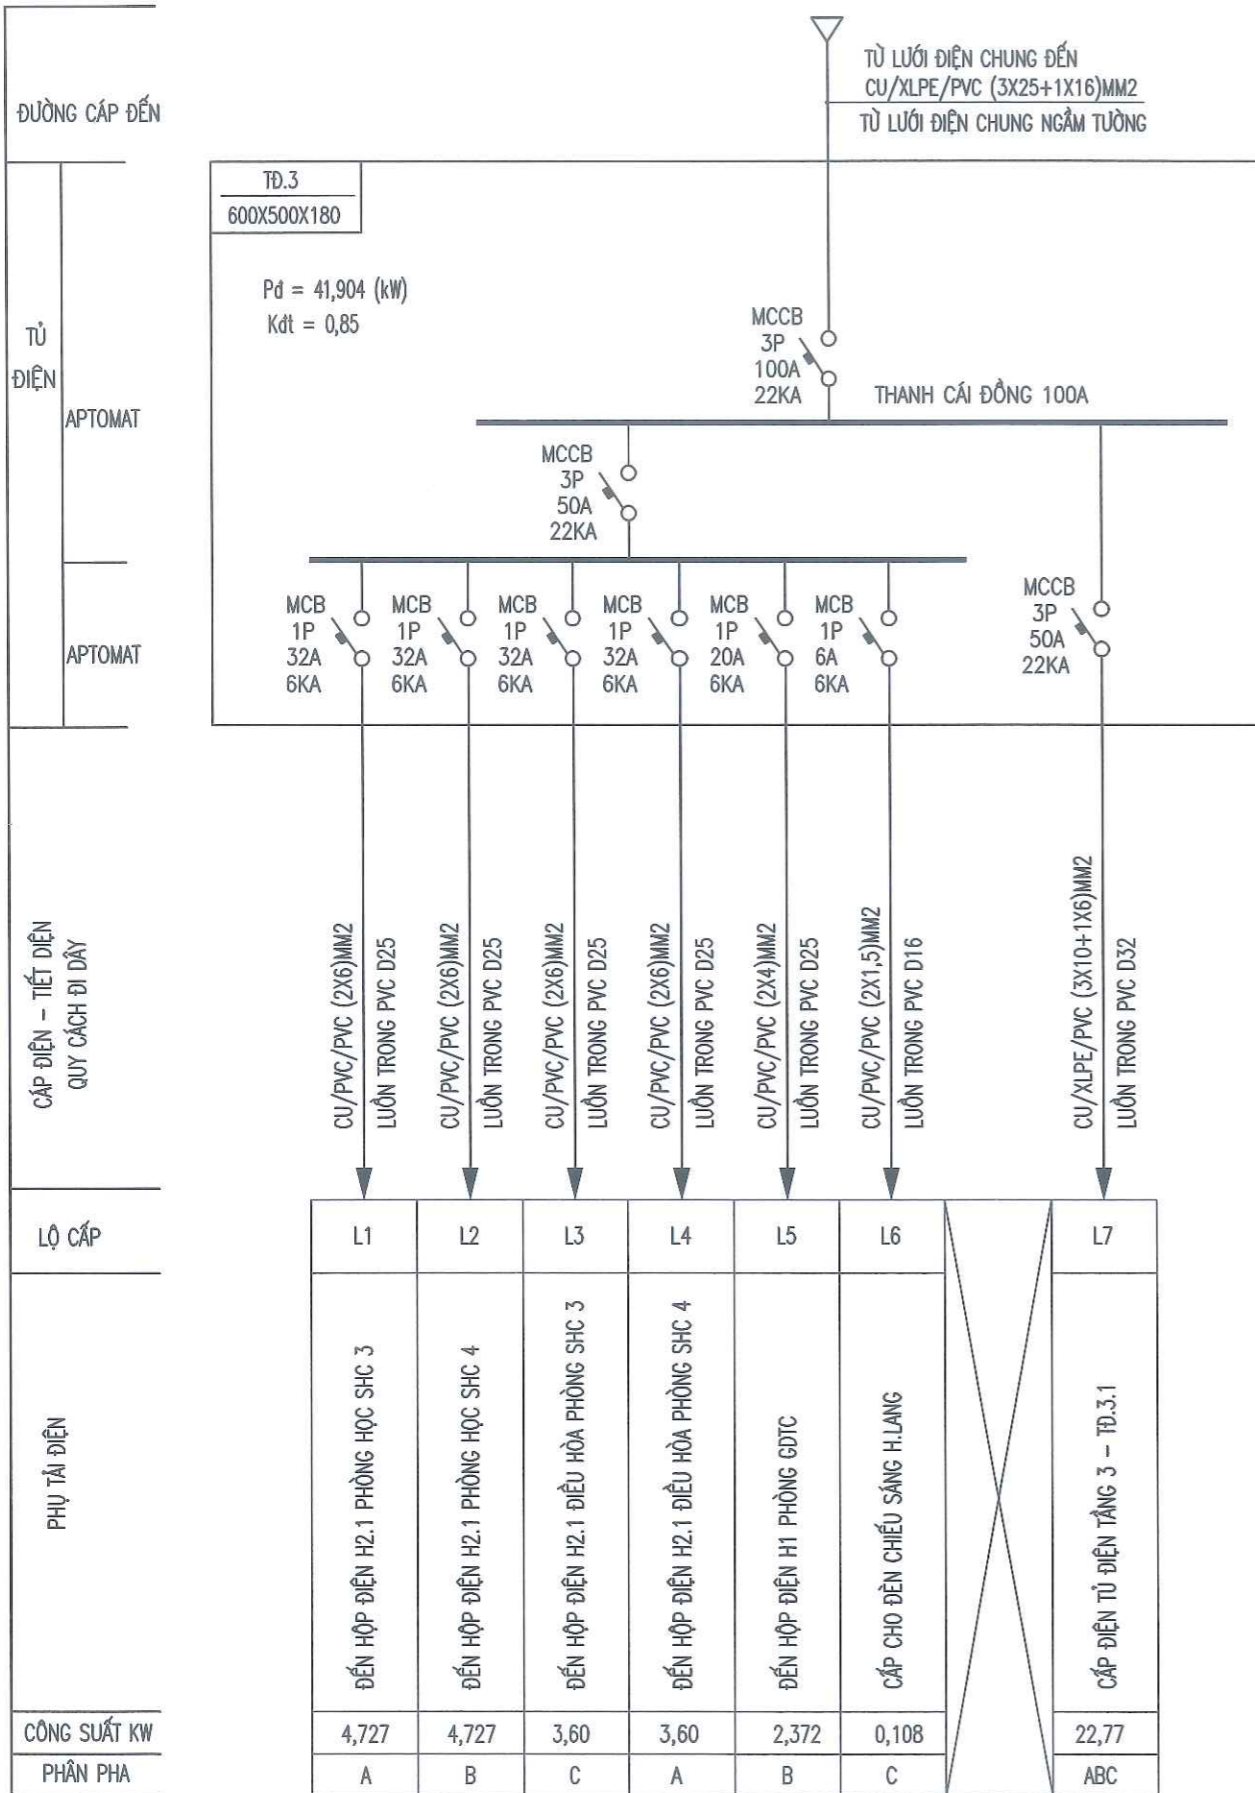 ĐƯỜNG CÁP ĐẾN
TỪ LƯỚI ĐIỆN CHUNG ĐẾN
CU/XLPE/PVC (3X25+1X16)MM2
TỪ LƯỚI ĐIỆN CHUNG NGẦM TƯỜNG
TỦ
ĐIỆN
APTOMAT
APTOMAT
TĐ.3
600X500X180
Pđ = 41,904 (kW)
Kđt = 0,85
MCCB
3P
100A
22KA
THANH CÁI ĐỒNG 100A
MCCB
3P
50A
22KA
MCB
1P
32A
6KA
MCB
1P
32A
6KA
MCB
1P
32A
6KA
MCB
1P
32A
6KA
MCB
1P
20A
6KA
MCB
1P
6A
6KA
MCCB
3P
50A
22KA
CÁP ĐIỆN - TIẾT DIỆN
QUY CÁCH ĐI DÂY
CU/PVC/PVC (2X6)MM2
LUỒN TRONG PVC D25
CU/PVC/PVC (2X6)MM2
LUỒN TRONG PVC D25
CU/PVC/PVC (2X6)MM2
LUỒN TRONG PVC D25
CU/PVC/PVC (2X6)MM2
LUỒN TRONG PVC D25
CU/PVC/PVC (2X4)MM2
LUỒN TRONG PVC D25
CU/PVC/PVC (2X1,5)MM2
LUỒN TRONG PVC D16
CU/XLPE/PVC (3X10+1X6)MM2
LUỒN TRONG PVC D32
LỘ CẤP
L1
L2
L3
L4
L5
L6
L7
PHỤ TẢI ĐIỆN
ĐẾN HỘP ĐIỆN H2.1 PHÒNG HỌC SHC 3
ĐẾN HỘP ĐIỆN H2.1 PHÒNG HỌC SHC 4
ĐẾN HỘP ĐIỆN H2.1 ĐIỀU HÒA PHÒNG SHC 3
ĐẾN HỘP ĐIỆN H2.1 ĐIỀU HÒA PHÒNG SHC 4
ĐẾN HỘP ĐIỆN H1 PHÒNG GDTC
CẤP CHO ĐÈN CHIẾU SÁNG H.LANG
CẤP ĐIỆN TỦ ĐIỆN TẦNG 3 - TĐ.3.1
CÔNG SUẤT KW
4,727
4,727
3,60
3,60
2,372
0,108
22,77
PHÂN PHA
A
B
C
A
B
C
ABC